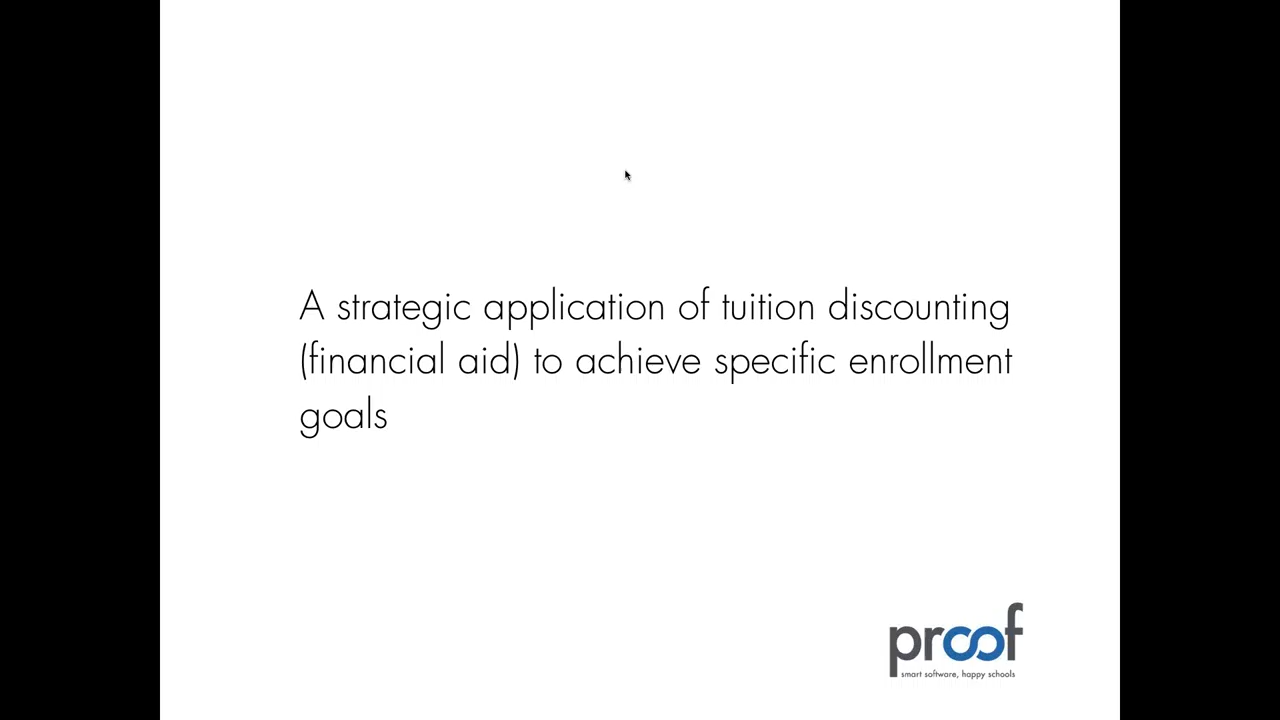 A strategic application of tuition discounting
(financial aid) to achieve specific enrollment
goals
proof
smart software, happy schools